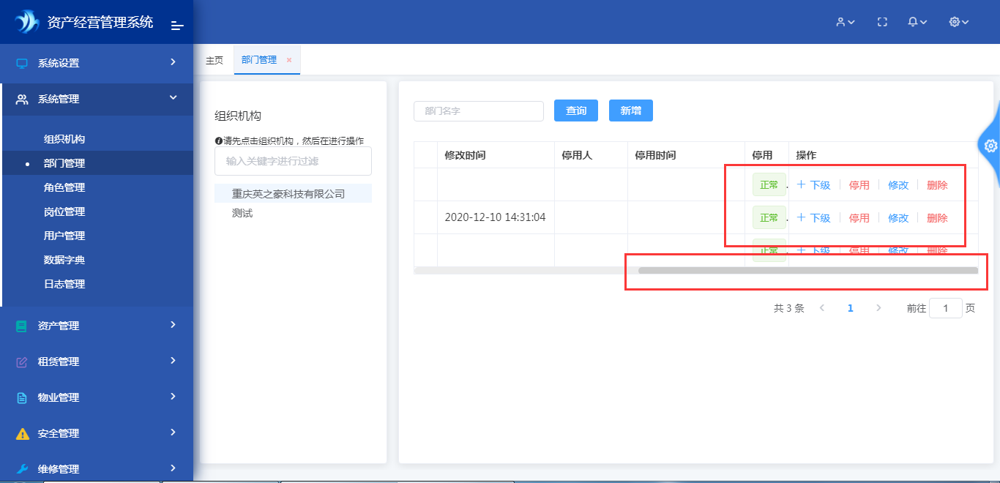 资产经营管理系统
系统设置
系统管理
组织机构
部门管理
角色管理
岗位管理
用户管理
数据字典
日志管理
资产管理
租赁管理
物业管理
安全管理
维修管理
主页 部门管理 ×
组织机构
请先点击组织机构，然后在进行操作
输入关键字进行过滤
重庆英之豪科技有限公司
测试
部门名字 查询 新增
修改时间 停用人 停用时间 停用 操作
正常 + 下级 停用 修改 删除
2020-12-10 14:31:04 正常 + 下级 停用 修改 删除
正常 + 下级 停用 修改 删除
共 3 条 < 1 > 前往 1 页